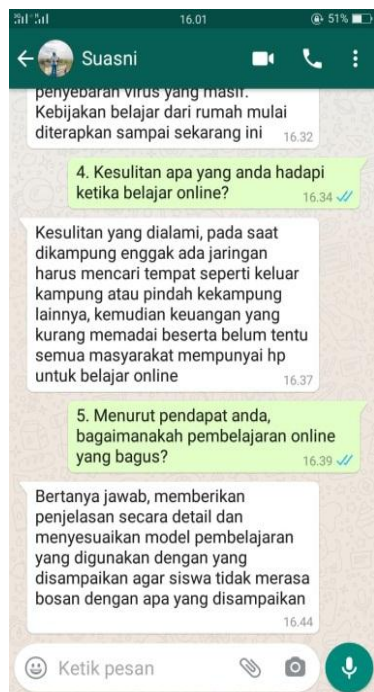 16.01
51%
Suasni
penyebaran virus yang masif.
Kebijakan belajar dari rumah mulai
diterapkan sampai sekarang ini 16.32
4. Kesulitan apa yang anda hadapi
ketika belajar online? 16.34
Kesulitan yang dialami, pada saat
dikampung enggak ada jaringan
harus mencari tempat seperti keluar
kampung atau pindah kekampung
lainnya, kemudian keuangan yang
kurang memadai beserta belum tentu
semua masyarakat mempunyai hp
untuk belajar online 16.37
5. Menurut pendapat anda,
bagaimanakah pembelajaran online
yang bagus? 16.39
Bertanya jawab, memberikan
penjelasan secara detail dan
menyesuaikan model pembelajaran
yang digunakan dengan yang
disampaikan agar siswa tidak merasa
bosan dengan apa yang disampaikan
16.44
Ketik pesan